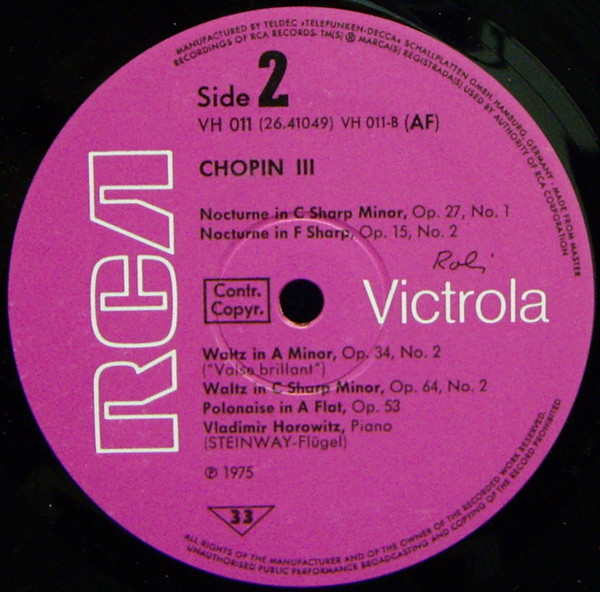 MANUFACTURED BY TELDEC »TELEFUNKEN-DECCA« SCHALLPLATTEN GMBH, HAMBURG, GERMANY · MADE FROM MASTER
RECORDINGS OF RCA RECORDS. TM(S) ® MARCA(S) REGISTRADA(S) USED BY AUTHORITY OF RCA CORPORATION
Side 2
VH 011 (26.41049) VH 011-B (AF)
CHOPIN III
Nocturne in C Sharp Minor, Op. 27, No. 1
Nocturne in F Sharp, Op. 15, No. 2
RCA
Contr.
Copyr.
Victrola
Waltz in A Minor, Op. 34, No. 2
("Valse brillant")
Waltz in C Sharp Minor, Op. 64, No. 2
Polonaise in A Flat, Op. 53
Vladimir Horowitz, Piano
(STEINWAY-Flügel)
℗ 1975
33
ALL RIGHTS OF THE MANUFACTURER AND OF THE OWNER OF THE RECORDED WORK RESERVED.
UNAUTHORISED PUBLIC PERFORMANCE BROADCASTING AND COPYING OF THE RECORD PROHIBITED